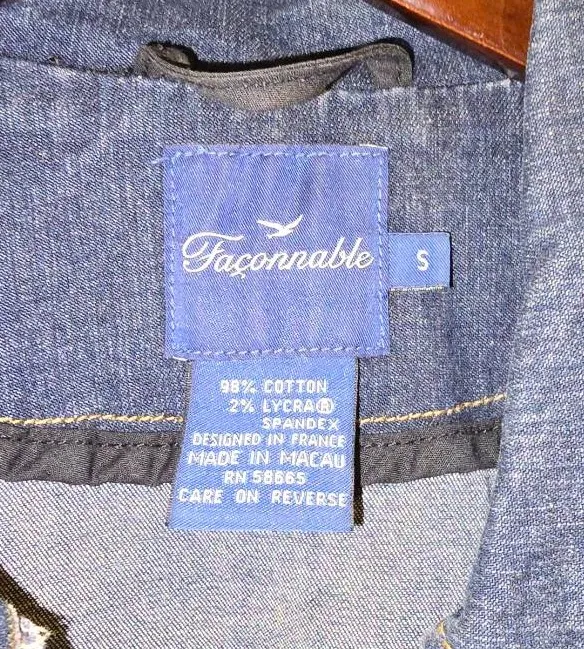 Façonnable
S
98% COTTON
2% LYCRA®
SPANDEX
DESIGNED IN FRANCE
MADE IN MACAU
RN 58665
CARE ON REVERSE